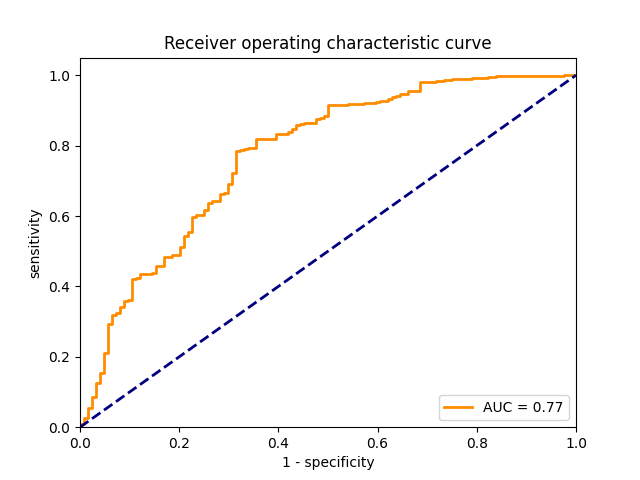 Receiver operating characteristic curve
sensitivity
1.0
0.8
0.6
0.4
0.2
0.0
0.0 0.2 0.4 0.6 0.8 1.0
1 - specificity
AUC = 0.77